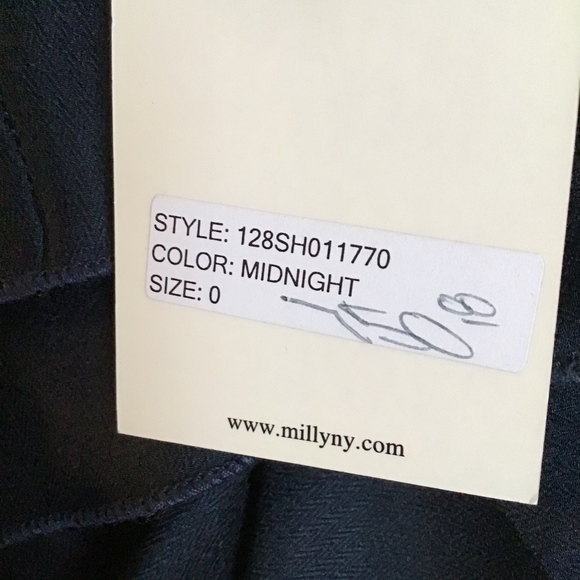 STYLE: 128SH011770
COLOR: MIDNIGHT
SIZE: 0
www.millyny.com